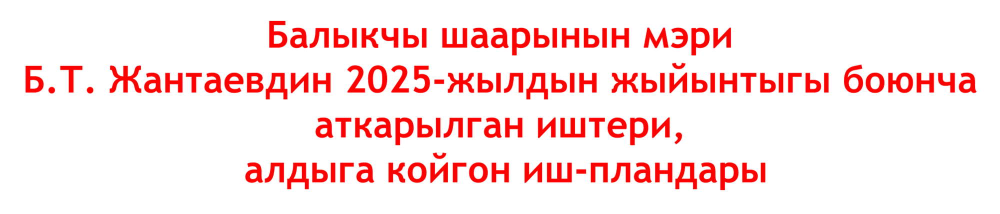 Балыкчы шаарынын мэри
Б.Т. Жантаевдин 2025-жылдын жыйынтыгы боюнча
аткарылган иштери,
алдыга койгон иш-пландары